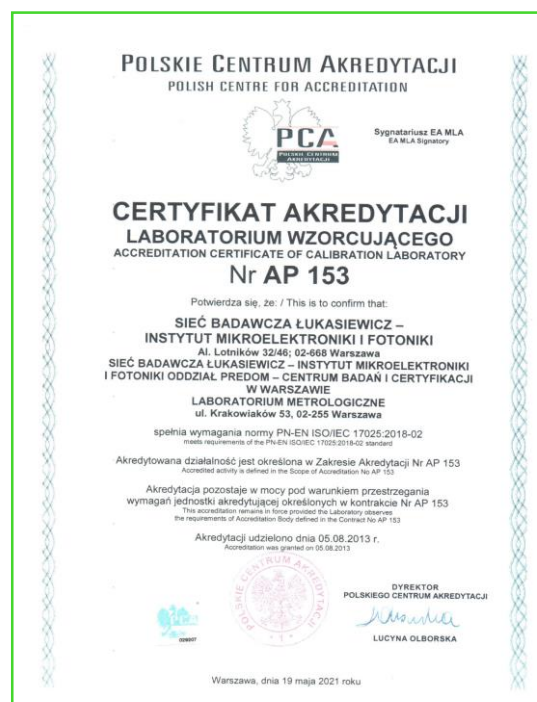 POLSKIE CENTRUM AKREDYTACJI
POLISH CENTRE FOR ACCREDITATION
PCA
POLSKIE CENTRUM
AKREDYTACJI
Sygnatariusz EA MLA
EA MLA Signatory
CERTYFIKAT AKREDYTACJI
LABORATORIUM WZORCUJĄCEGO
ACCREDITATION CERTIFICATE OF CALIBRATION LABORATORY
Nr AP 153
Potwierdza się, że: / This is to confirm that:
SIEĆ BADAWCZA ŁUKASIEWICZ –
INSTYTUT MIKROELEKTRONIKI I FOTONIKI
Al. Lotników 32/46; 02-668 Warszawa
SIEĆ BADAWCZA ŁUKASIEWICZ – INSTYTUT MIKROELEKTRONIKI
I FOTONIKI ODDZIAŁ PREDOM – CENTRUM BADAŃ I CERTYFIKACJI
W WARSZAWIE
LABORATORIUM METROLOGICZNE
ul. Krakowiaków 53, 02-255 Warszawa
spełnia wymagania normy PN-EN ISO/IEC 17025:2018-02
meets requirements of the PN-EN ISO/IEC 17025:2018-02 standard
Akredytowana działalność jest określona w Zakresie Akredytacji Nr AP 153
Accredited activity is defined in the Scope of Accreditation No AP 153
Akredytacja pozostaje w mocy pod warunkiem przestrzegania
wymagań jednostki akredytującej określonych w kontrakcie Nr AP 153
This accreditation remains in force provided the Laboratory observes
the requirements of Accreditation Body defined in the Contract No AP 153
Akredytacji udzielono dnia 05.08.2013 r.
Accreditation was granted on 05.08.2013
POLSKIE CENTRUM AKREDYTACJI
* 1 *
DYREKTOR
POLSKIEGO CENTRUM AKREDYTACJI
LUCYNA OLBORSKA
Warszawa, dnia 19 maja 2021 roku